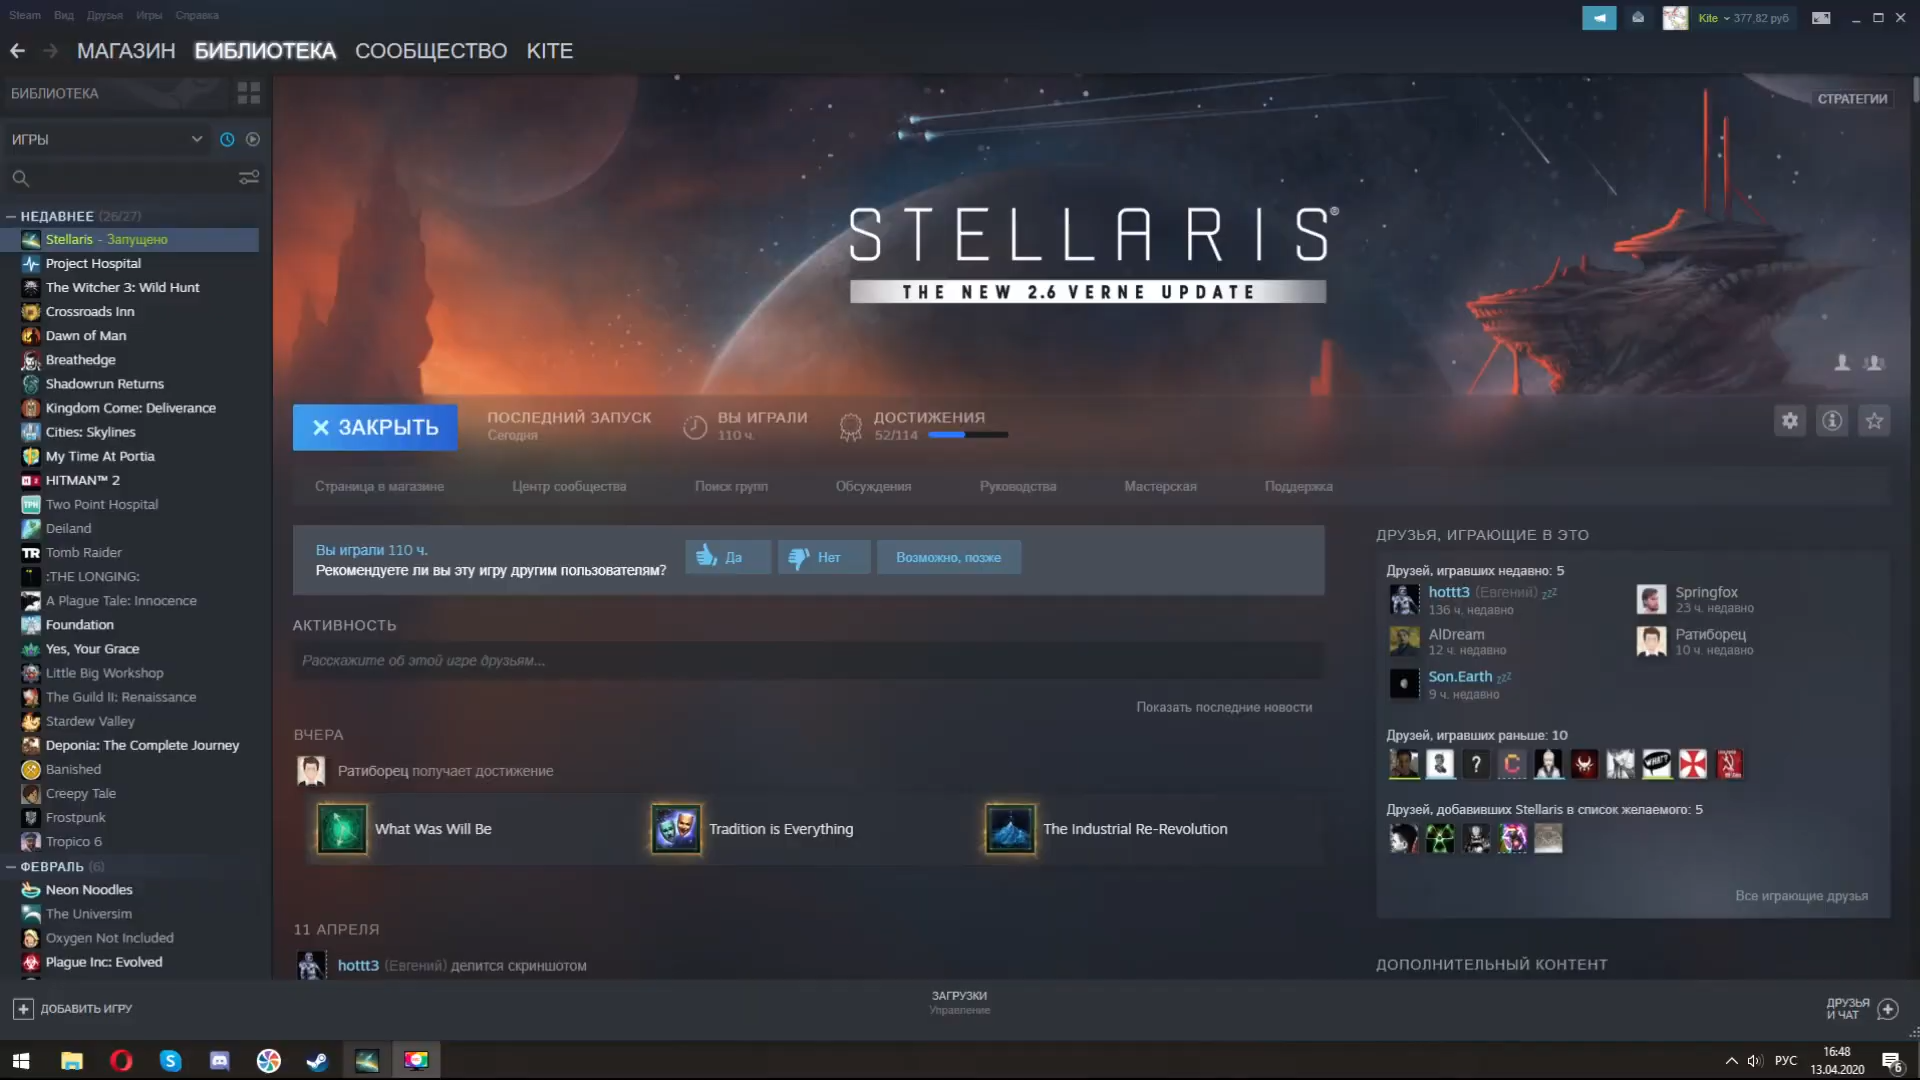 Steam Вид Друзья Игры Справка
Kite 377,82 руб
МАГАЗИН БИБЛИОТЕКА СООБЩЕСТВО KITE
БИБЛИОТЕКА
ИГРЫ
НЕДАВНЕЕ (26/27)
Stellaris - Запущено
Project Hospital
The Witcher 3: Wild Hunt
Crossroads Inn
Dawn of Man
Breathedge
Shadowrun Returns
Kingdom Come: Deliverance
Cities: Skylines
My Time At Portia
HITMAN™ 2
Two Point Hospital
Deiland
Tomb Raider
:THE LONGING:
A Plague Tale: Innocence
Foundation
Yes, Your Grace
Little Big Workshop
The Guild II: Renaissance
Stardew Valley
Deponia: The Complete Journey
Banished
Creepy Tale
Frostpunk
Tropico 6
ФЕВРАЛЬ (6)
Neon Noodles
The Universim
Oxygen Not Included
Plague Inc: Evolved
СТРАТЕГИИ
STELLARIS®
THE NEW 2.6 VERNE UPDATE
ЗАКРЫТЬ
ПОСЛЕДНИЙ ЗАПУСК
Сегодня
ВЫ ИГРАЛИ
110 ч.
ДОСТИЖЕНИЯ
52/114
Страница в магазине Центр сообщества Поиск групп Обсуждения Руководства Мастерская Поддержка
Вы играли 110 ч.
Рекомендуете ли вы эту игру другим пользователям?
Да Нет Возможно, позже
АКТИВНОСТЬ
Расскажите об этой игре друзьям...
Показать последние новости
ВЧЕРА
Ратиборец получает достижение
What Was Will Be
Tradition is Everything
The Industrial Re-Revolution
11 АПРЕЛЯ
hottt3 (Евгений) делится скриншотом
ДРУЗЬЯ, ИГРАЮЩИЕ В ЭТО
Друзей, игравших недавно: 5
hottt3 (Евгений) zzz
136 ч. недавно
Springfox
23 ч. недавно
AlDream
12 ч. недавно
Ратиборец
10 ч. недавно
Son.Earth zzz
9 ч. недавно
Друзей, игравших раньше: 10
Друзей, добавивших Stellaris в список желаемого: 5
Все играющие друзья
ДОПОЛНИТЕЛЬНЫЙ КОНТЕНТ
ДОБАВИТЬ ИГРУ
ЗАГРУЗКИ
Управление
ДРУЗЬЯ
И ЧАТ
РУС
16:48
13.04.2020
6